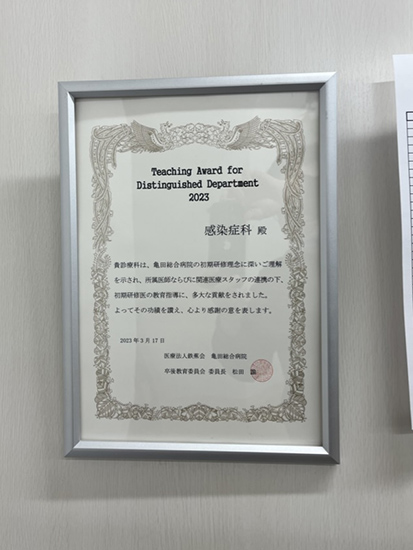 Teaching Award for
Distinguished Department
2023
感染症科 殿
貴診療科は、亀田総合病院の初期研修理念に深いご理解
を示され、所属医師ならびに関連医療スタッフの連携の下、
初期研修医の教育指導に、多大な貢献をされました。
よってその功績を讃え、心より感謝の意を表します。
2023 年 3 月 17 日
医療法人鉄蕉会 亀田総合病院
卒後教育委員会 委員長 松田